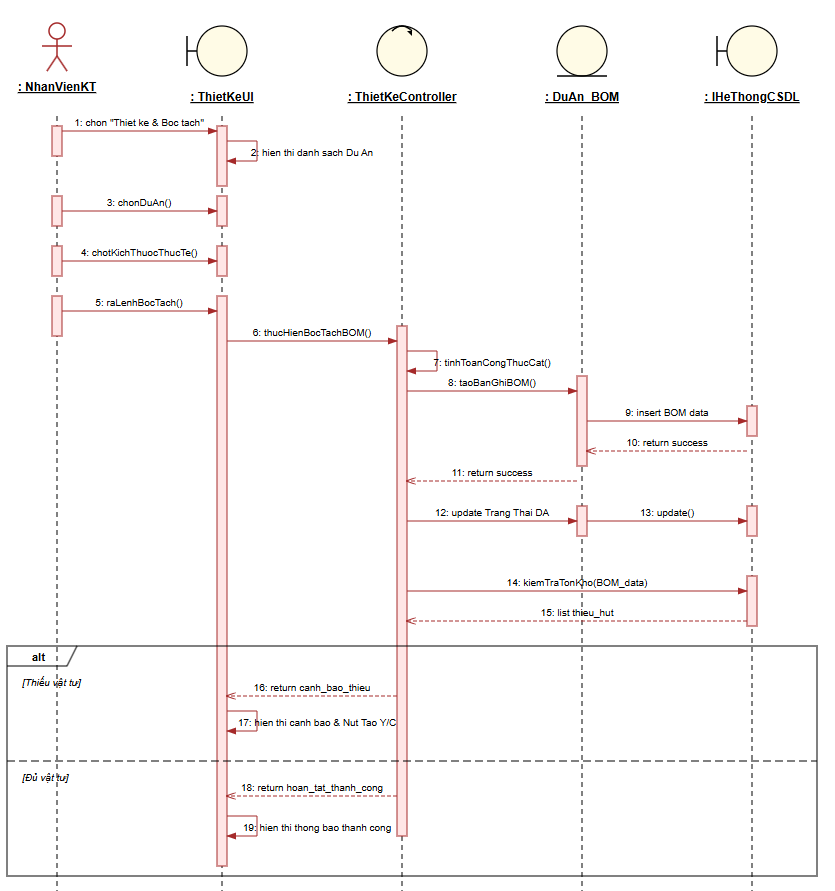 : NhanVienKT
: ThietKeUI
: ThietKeController
: DuAn_BOM
: IHeThongCSDL
1: chon "Thiet ke & Boc tach"
2: hien thi danh sach Du An
3: chonDuAn()
4: chotKichThuocThucTe()
5: raLenhBocTach()
6: thucHienBocTachBOM()
7: tinhToanCongThucCat()
8: taoBanGhiBOM()
9: insert BOM data
10: return success
11: return success
12: update Trang Thai DA
13: update()
14: kiemTraTonKho(BOM_data)
15: list thieu_hut
alt
[Thiếu vật tư]
16: return canh_bao_thieu
17: hien thi canh bao & Nut Tao Y/C
[Đủ vật tư]
18: return hoan_tat_thanh_cong
19: hien thi thong bao thanh cong